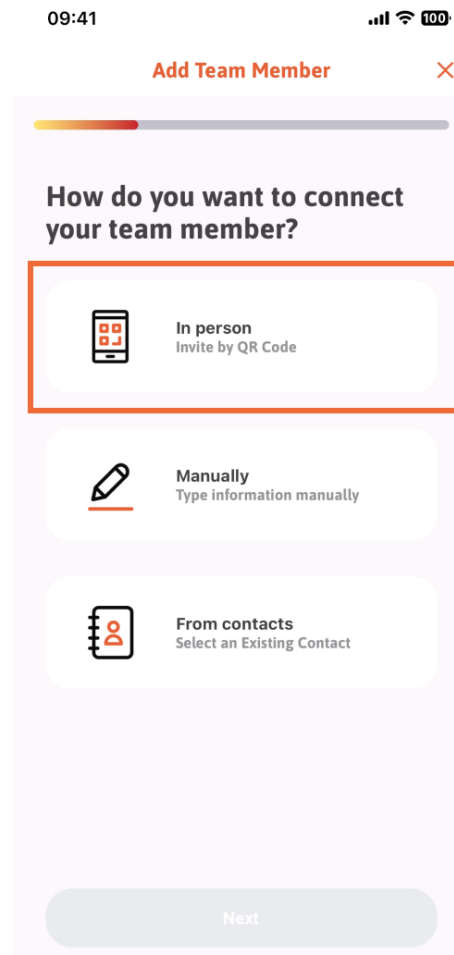 09:41
100
Add Team Member
How do you want to connect
your team member?
In person
Invite by QR Code
Manually
Type information manually
From contacts
Select an Existing Contact
Next